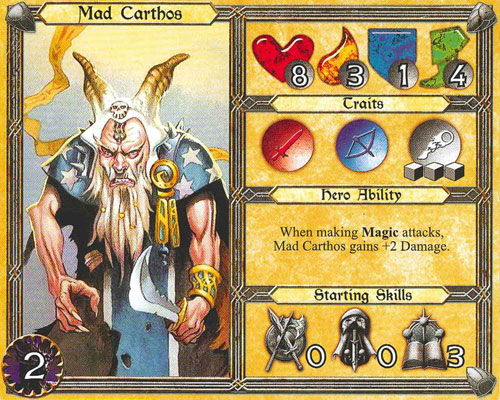 Mad Carthos
8 3 1 4
Traits
Hero Ability
When making Magic attacks,
Mad Carthos gains +2 Damage.
Starting Skills
0 0 3
2